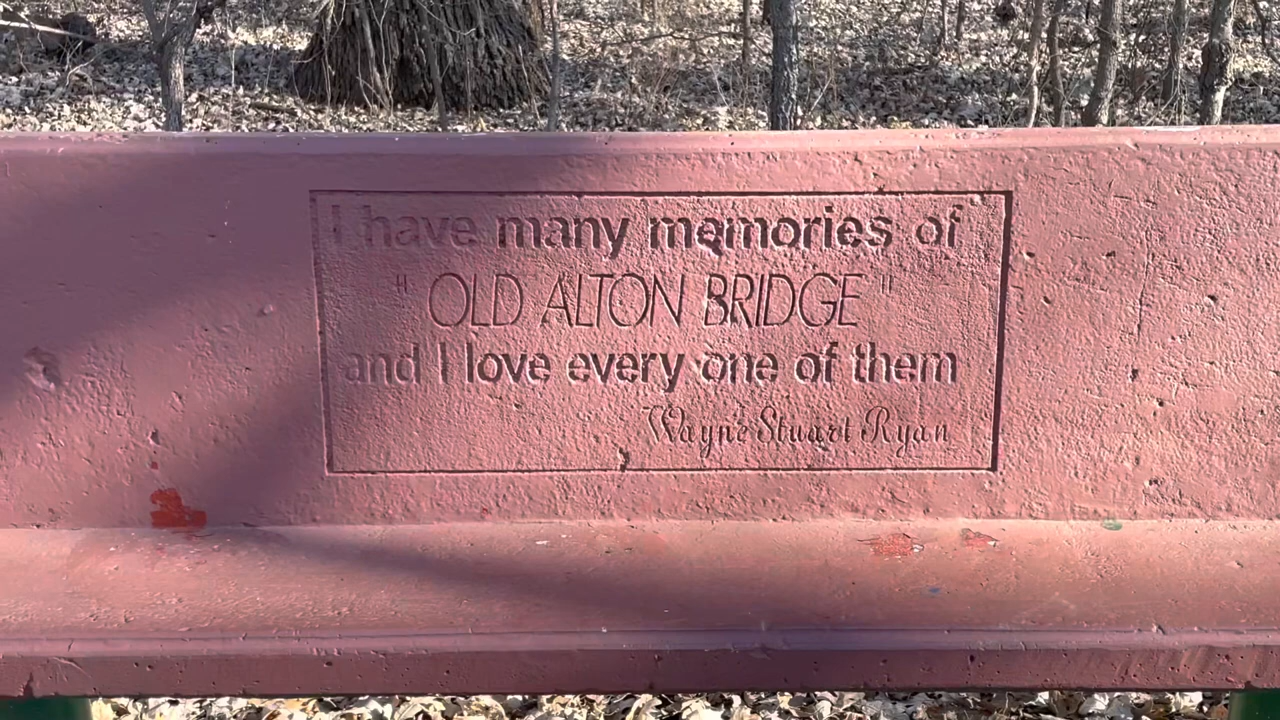 I have many memories of
"OLD ALTON BRIDGE"
and I love every one of them
Wayne Stuart Ryan